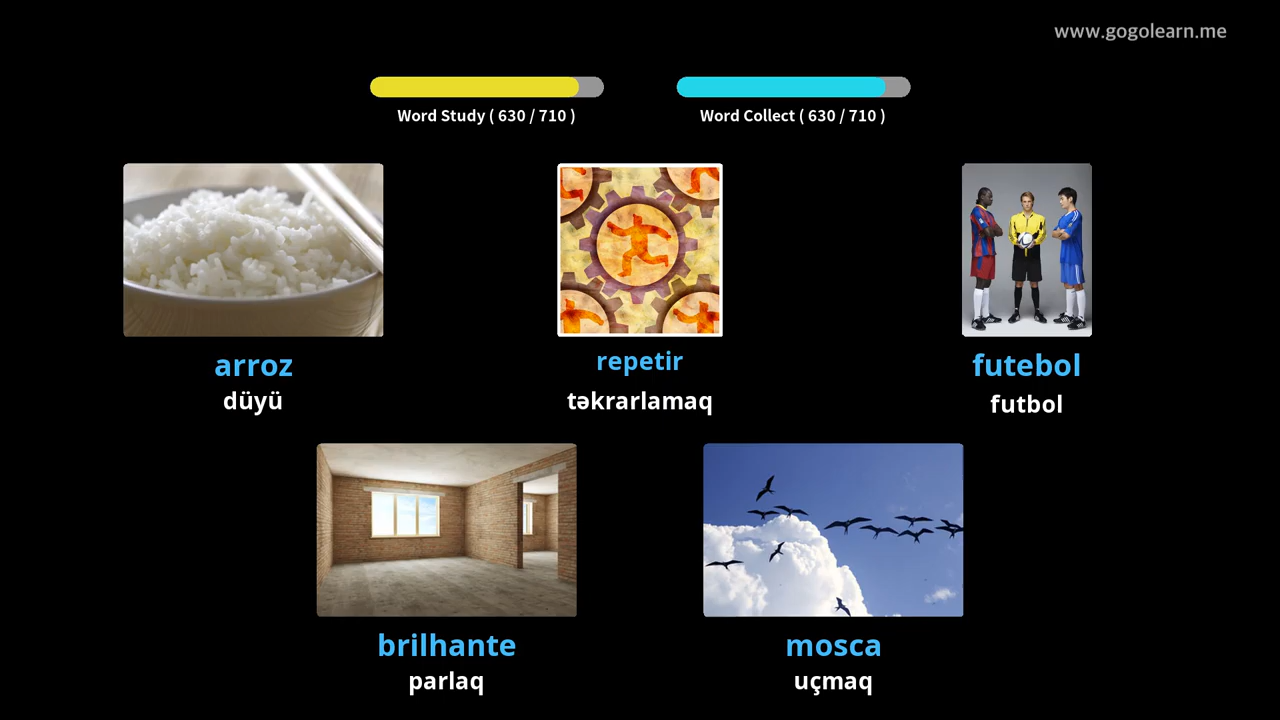 www.gogolearn.me
Word Study ( 630 / 710 )
Word Collect ( 630 / 710 )
arroz
düyü
repetir
təkrarlamaq
futebol
futbol
brilhante
parlaq
mosca
uçmaq